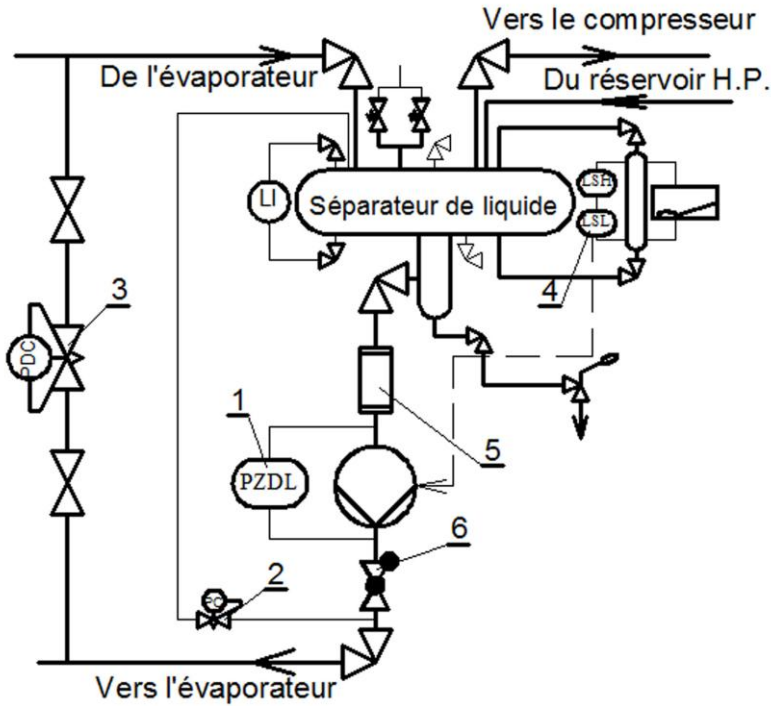 Vers le compresseur
De l'évaporateur
Du réservoir H.P.
LI
Séparateur de liquide
LSH
LSL
4
3
PDC
1
PZDL
5
6
PC
2
Vers l'évaporateur